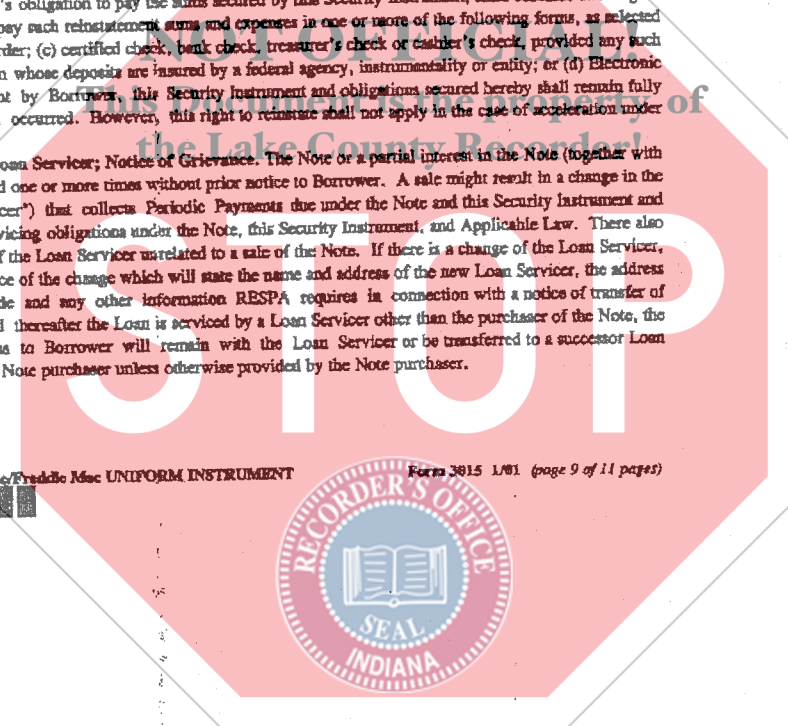 's obligation to pay the sums secured by this Security Instrument,
pay such reinstatement sums and expenses in one or more of the following forms, as selected
rder; (c) certified check, bank check, treasurer's check or cashier's check, provided any such
n whose deposits are insured by a federal agency, instrumentality or entity; or (d) Electronic
nt by Borrower, this Security Instrument and obligations secured hereby shall remain fully
occurred. However, this right to reinstate shall not apply in the case of acceleration under
NOT OFFICIAL
This Document is the property of
the Lake County Recorder!
oan Servicer; Notice of Grievance. The Note or a partial interest in the Note (together with
d one or more times without prior notice to Borrower. A sale might result in a change in the
cer") that collects Periodic Payments due under the Note and this Security Instrument and
vicing obligations under the Note, this Security Instrument, and Applicable Law. There also
f the Loan Servicer unrelated to a sale of the Note. If there is a change of the Loan Servicer,
ce of the change which will state the name and address of the new Loan Servicer, the address
de and any other information RESPA requires in connection with a notice of transfer of
d thereafter the Loan is serviced by a Loan Servicer other than the purchaser of the Note, the
ns to Borrower will remain with the Loan Servicer or be transferred to a successor Loan
Note purchaser unless otherwise provided by the Note purchaser.
STOP
e/Freddie Mac UNIFORM INSTRUMENT Form 3015 1/01 (page 9 of 11 pages)
RECORDER'S OFFICE
SEAL
INDIANA